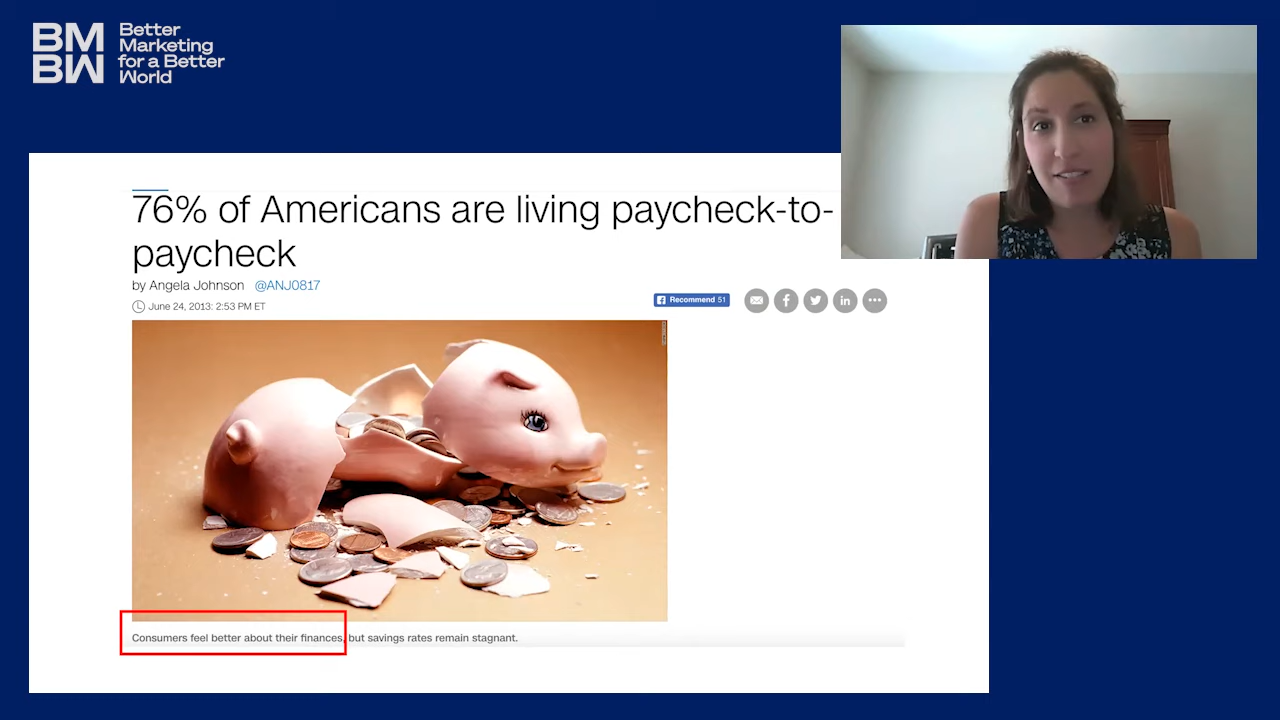 BM
BW
Better
Marketing
for a Better
World
76% of Americans are living paycheck-to-
paycheck
by Angela Johnson @ANJ0817
June 24, 2013: 2:53 PM ET
Recommend 51
Consumers feel better about their finances, but savings rates remain stagnant.